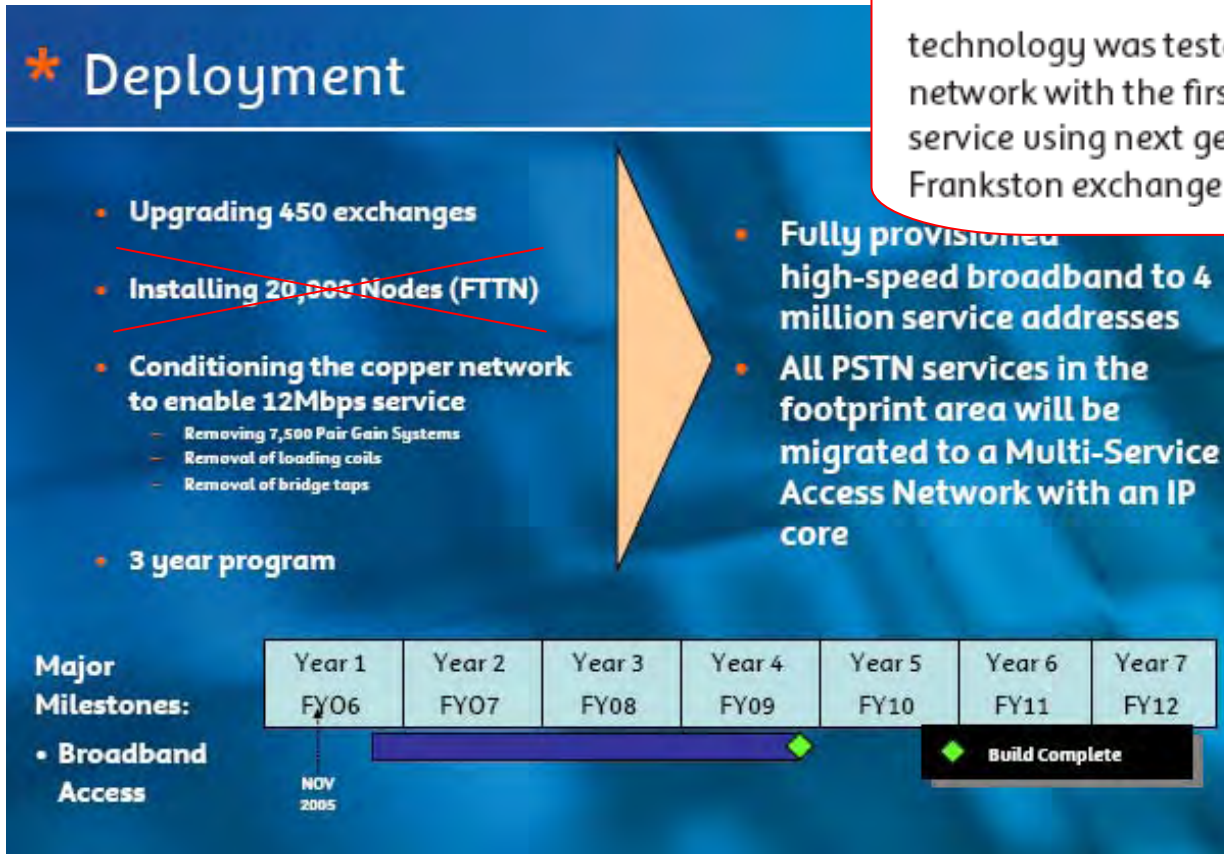 * Deployment
technology was test
network with the firs
service using next ge
Frankston exchange
• Upgrading 450 exchanges
• Installing 20,000 Nodes (FTTN)
• Conditioning the copper network
to enable 12Mbps service
– Removing 7,500 Pair Gain Systems
– Removal of loading coils
– Removal of bridge taps
• 3 year program
• Fully provisioned
high-speed broadband to 4
million service addresses
• All PSTN services in the
footprint area will be
migrated to a Multi-Service
Access Network with an IP
core
Major
Milestones:
Year 1 Year 2 Year 3 Year 4 Year 5 Year 6 Year 7
FY06 FY07 FY08 FY09 FY10 FY11 FY12
• Broadband
Access
NOV
2005
Build Complete